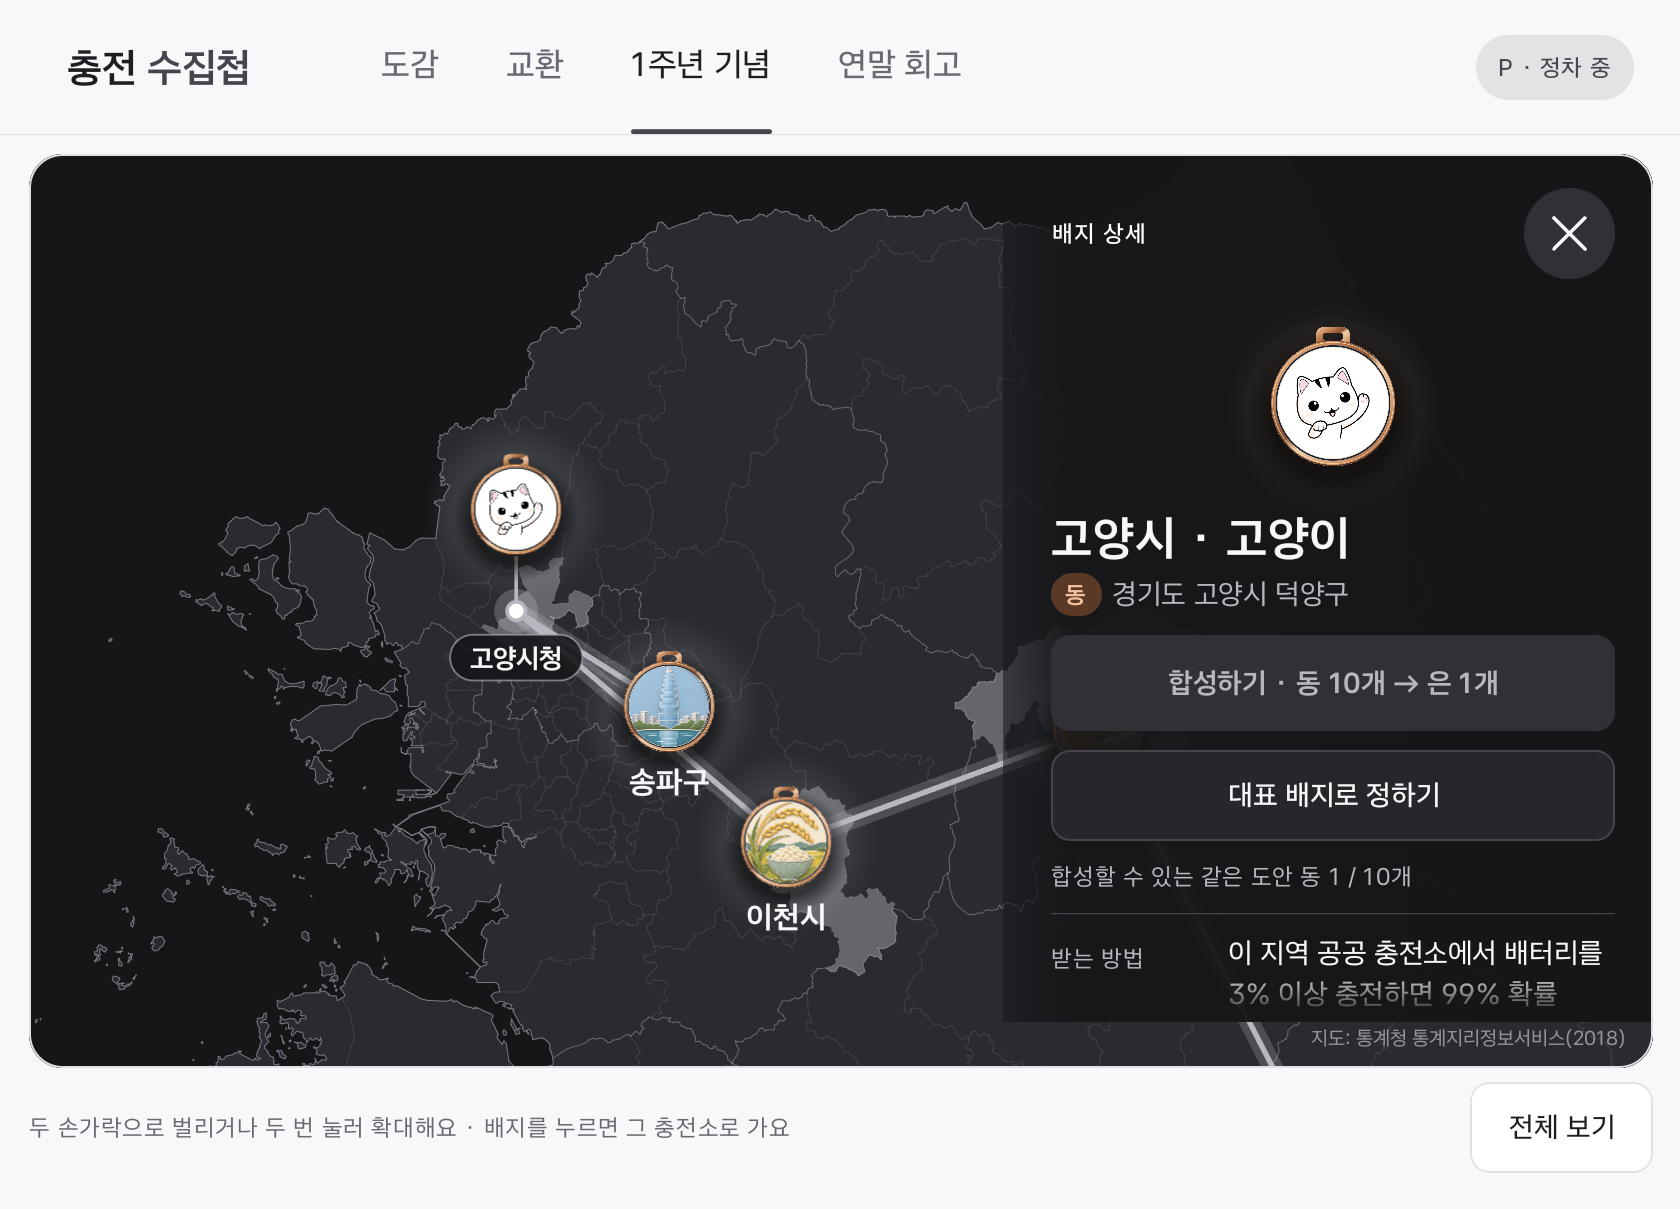 충전 수집첩
도감
교환
1주년 기념
연말 회고
P · 정차 중
배지 상세
고양시 · 고양이
동 경기도 고양시 덕양구
합성하기 · 동 10개 → 은 1개
대표 배지로 정하기
합성할 수 있는 같은 도안 동 1 / 10개
받는 방법
이 지역 공공 충전소에서 배터리를
3% 이상 충전하면 99% 확률
고양시청
송파구
이천시
지도: 통계청 통계지리정보서비스(2018)
두 손가락으로 벌리거나 두 번 눌러 확대해요 · 배지를 누르면 그 충전소로 가요
전체 보기